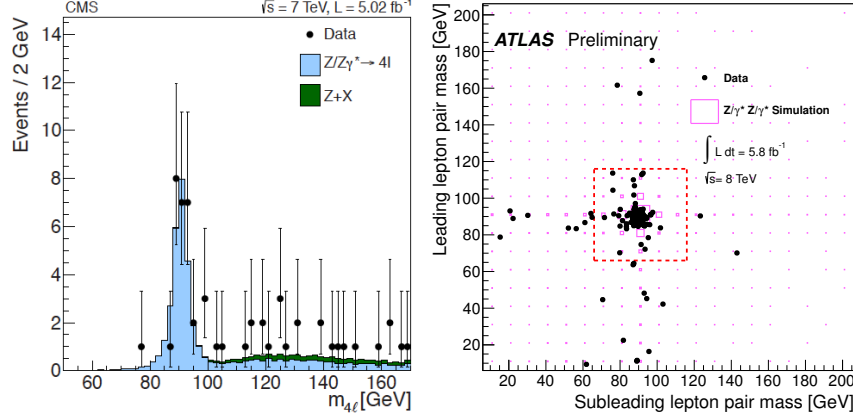 CMS
√s = 7 TeV, L = 5.02 fb⁻¹
Events / 2 GeV
14
12
10
8
6
4
2
0
Data
Z/Zγ*→ 4l
Z+X
60
80
100
120
140
160
m4ℓ [GeV]
Leading lepton pair mass [GeV]
200
180
160
140
120
100
80
60
40
20
ATLAS Preliminary
Data
Z/γ* Z/γ* Simulation
∫ L dt = 5.8 fb⁻¹
√s= 8 TeV
20
40
60
80
100
120
140
160
180
200
Subleading lepton pair mass [GeV]